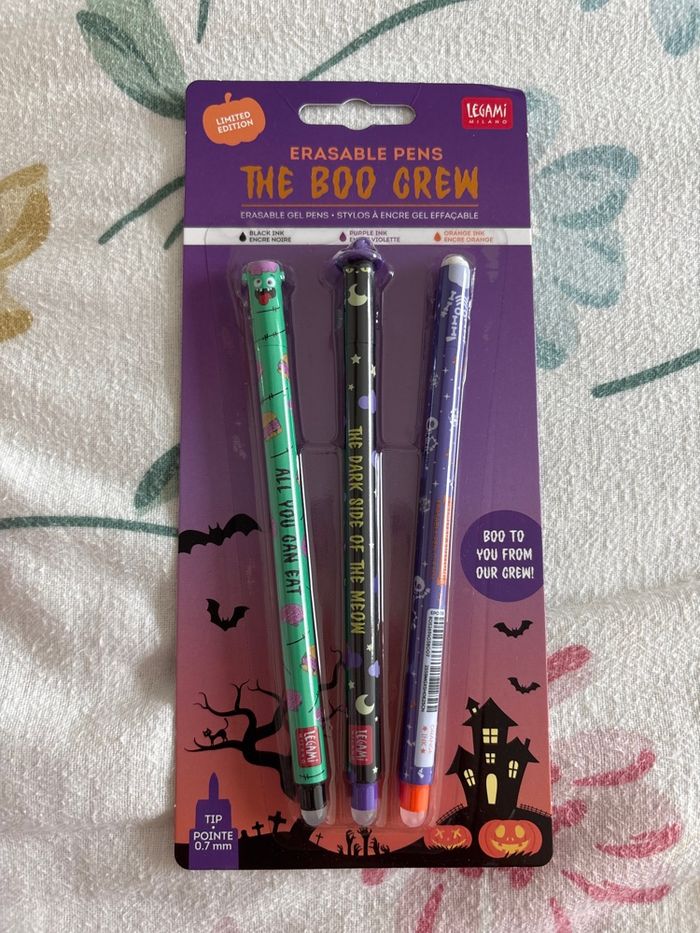 LIMITED
EDITION
LEGAMI
MILANO
ERASABLE PENS
THE BOO CREW
ERASABLE GEL PENS • STYLOS À ENCRE GEL EFFAÇABLE
BLACK INK
ENCRE NOIRE
PURPLE INK
VIOLETTE
ORANGE INK
ENCRE ORANGE
ALL YOU CAN EAT
THE DARK SIDE OF THE MEOW
BOO TO
YOU FROM
OUR CREW!
LEGAMI
LEGAMI
INK
TIP
•
POINTE
0.7 mm